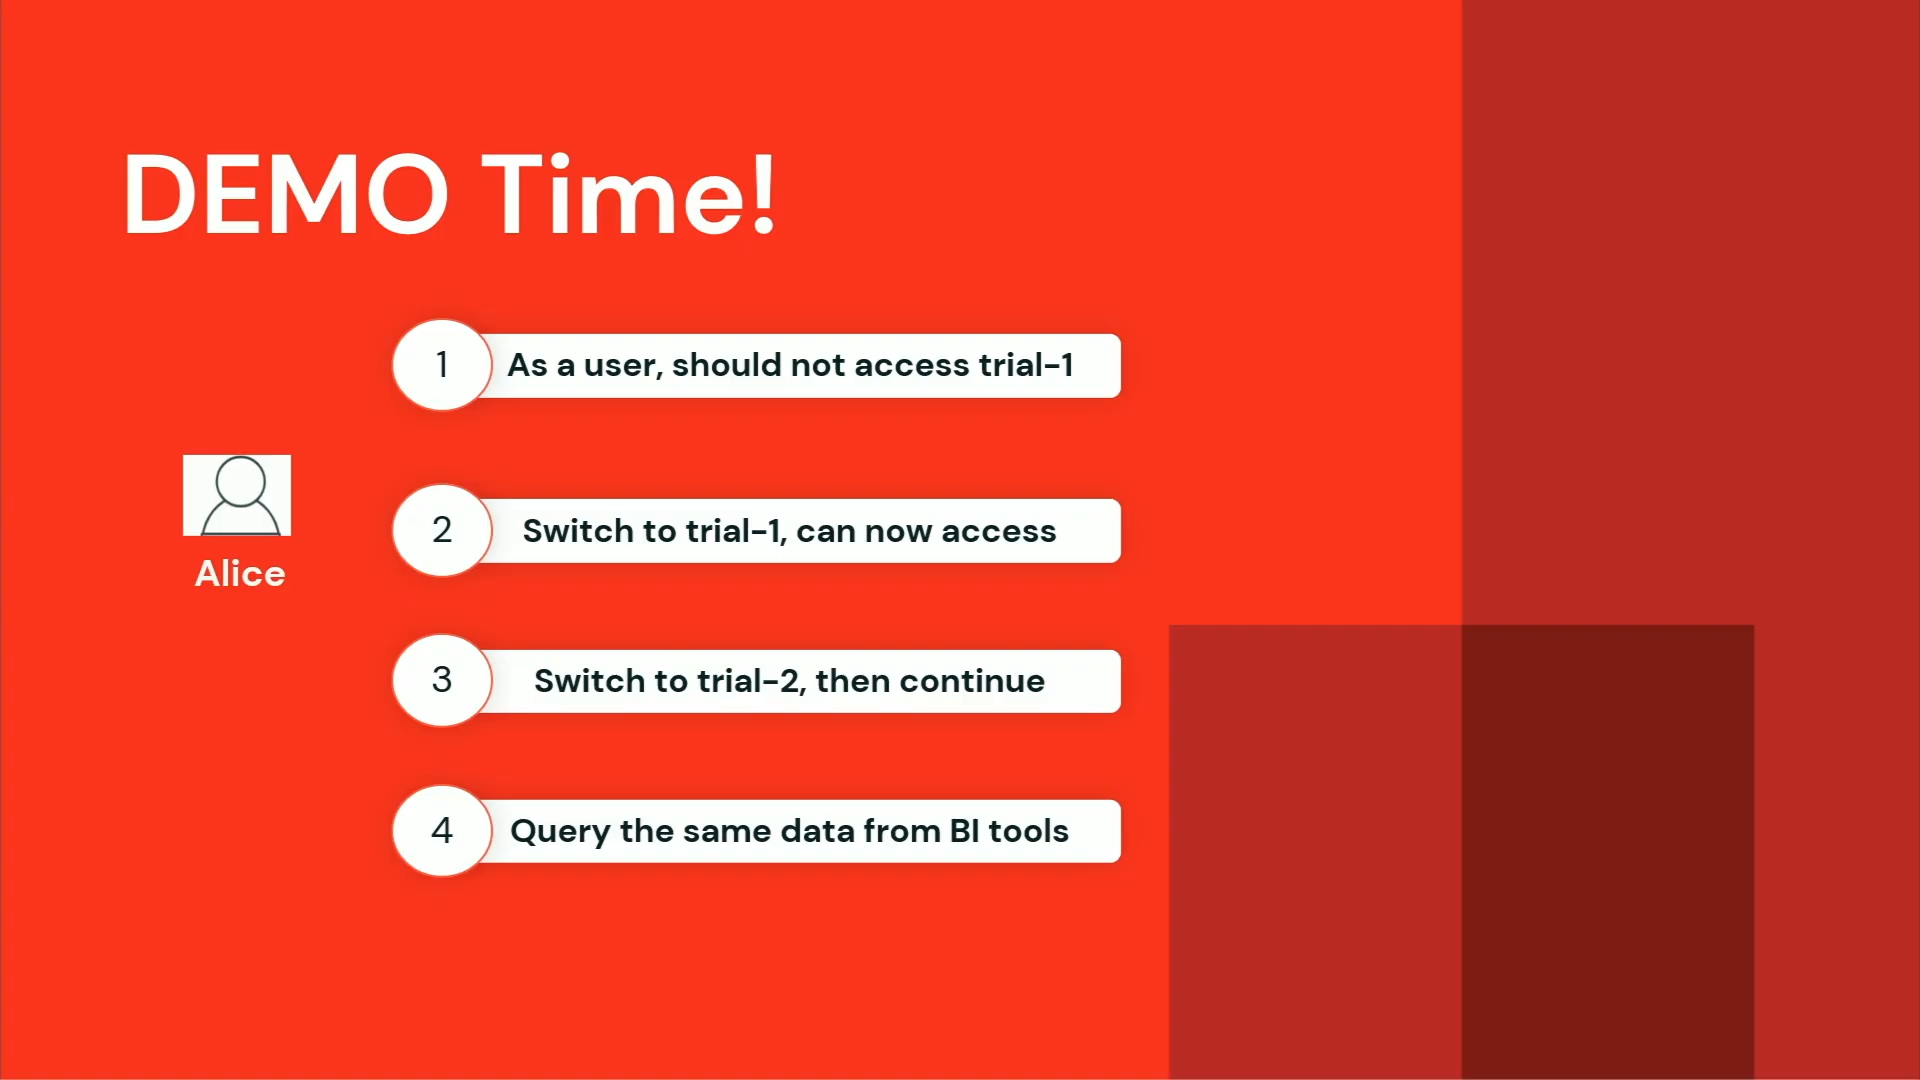 DEMO Time!
1
As a user, should not access trial-1
Alice
2
Switch to trial-1, can now access
3
Switch to trial-2, then continue
4
Query the same data from BI tools